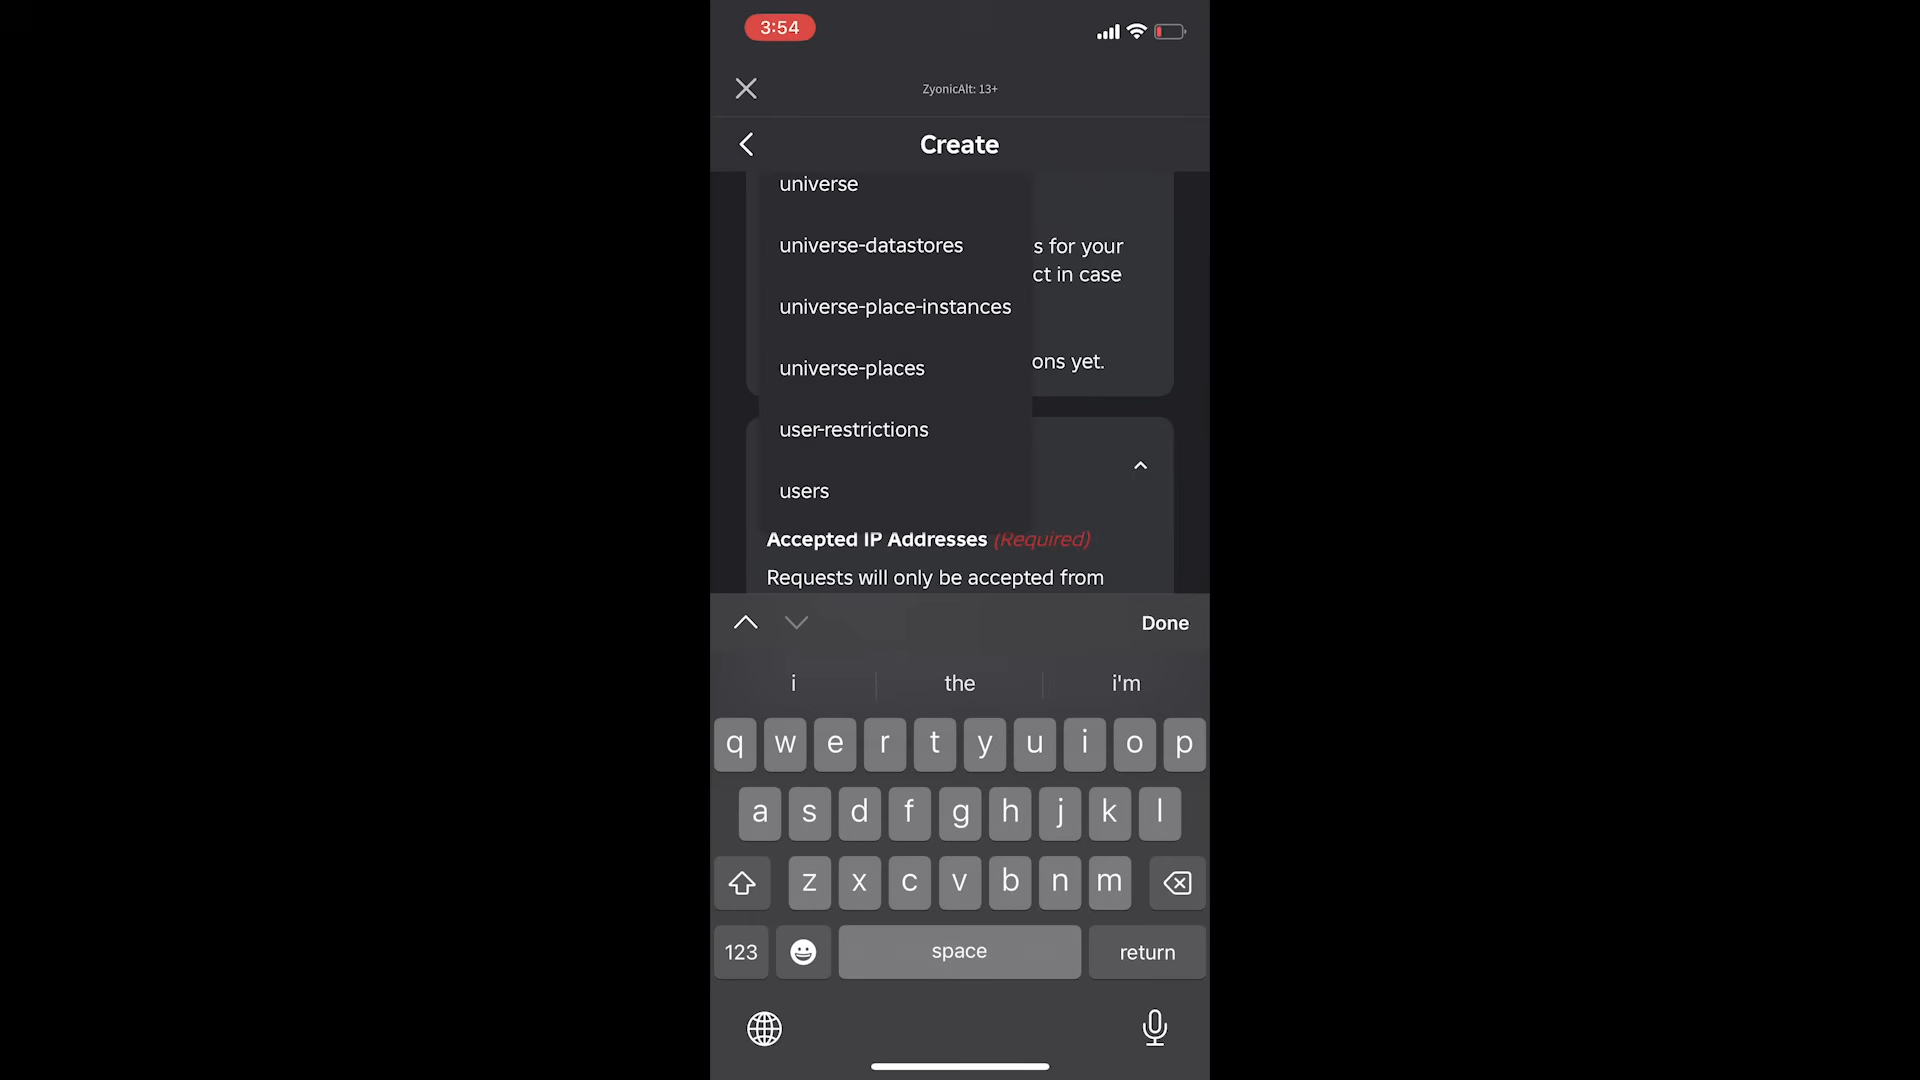 3:54
ZyonicAlt: 13+
Create
universe
universe-datastores
s for your
ct in case
universe-place-instances
universe-places
ons yet.
user-restrictions
users
Accepted IP Addresses (Required)
Requests will only be accepted from
Done
i the i'm
q w e r t y u i o p
a s d f g h j k l
z x c v b n m
123 space return